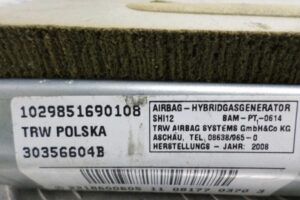 1029851690108
TRW POLSKA
30356604B
AIRBAG-HYBRIDGASGENERATOR
SHI12 BAM-PT,-0614
TRW AIRBAG SYSTEMS GmbH&Co KG
ASCHAU, TEL. 08638/965-0
HERSTELLUNGS - JAHR: 2008